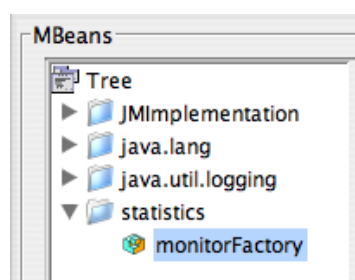 MBeans
Tree
JMImplementation
java.lang
java.util.logging
statistics
monitorFactory